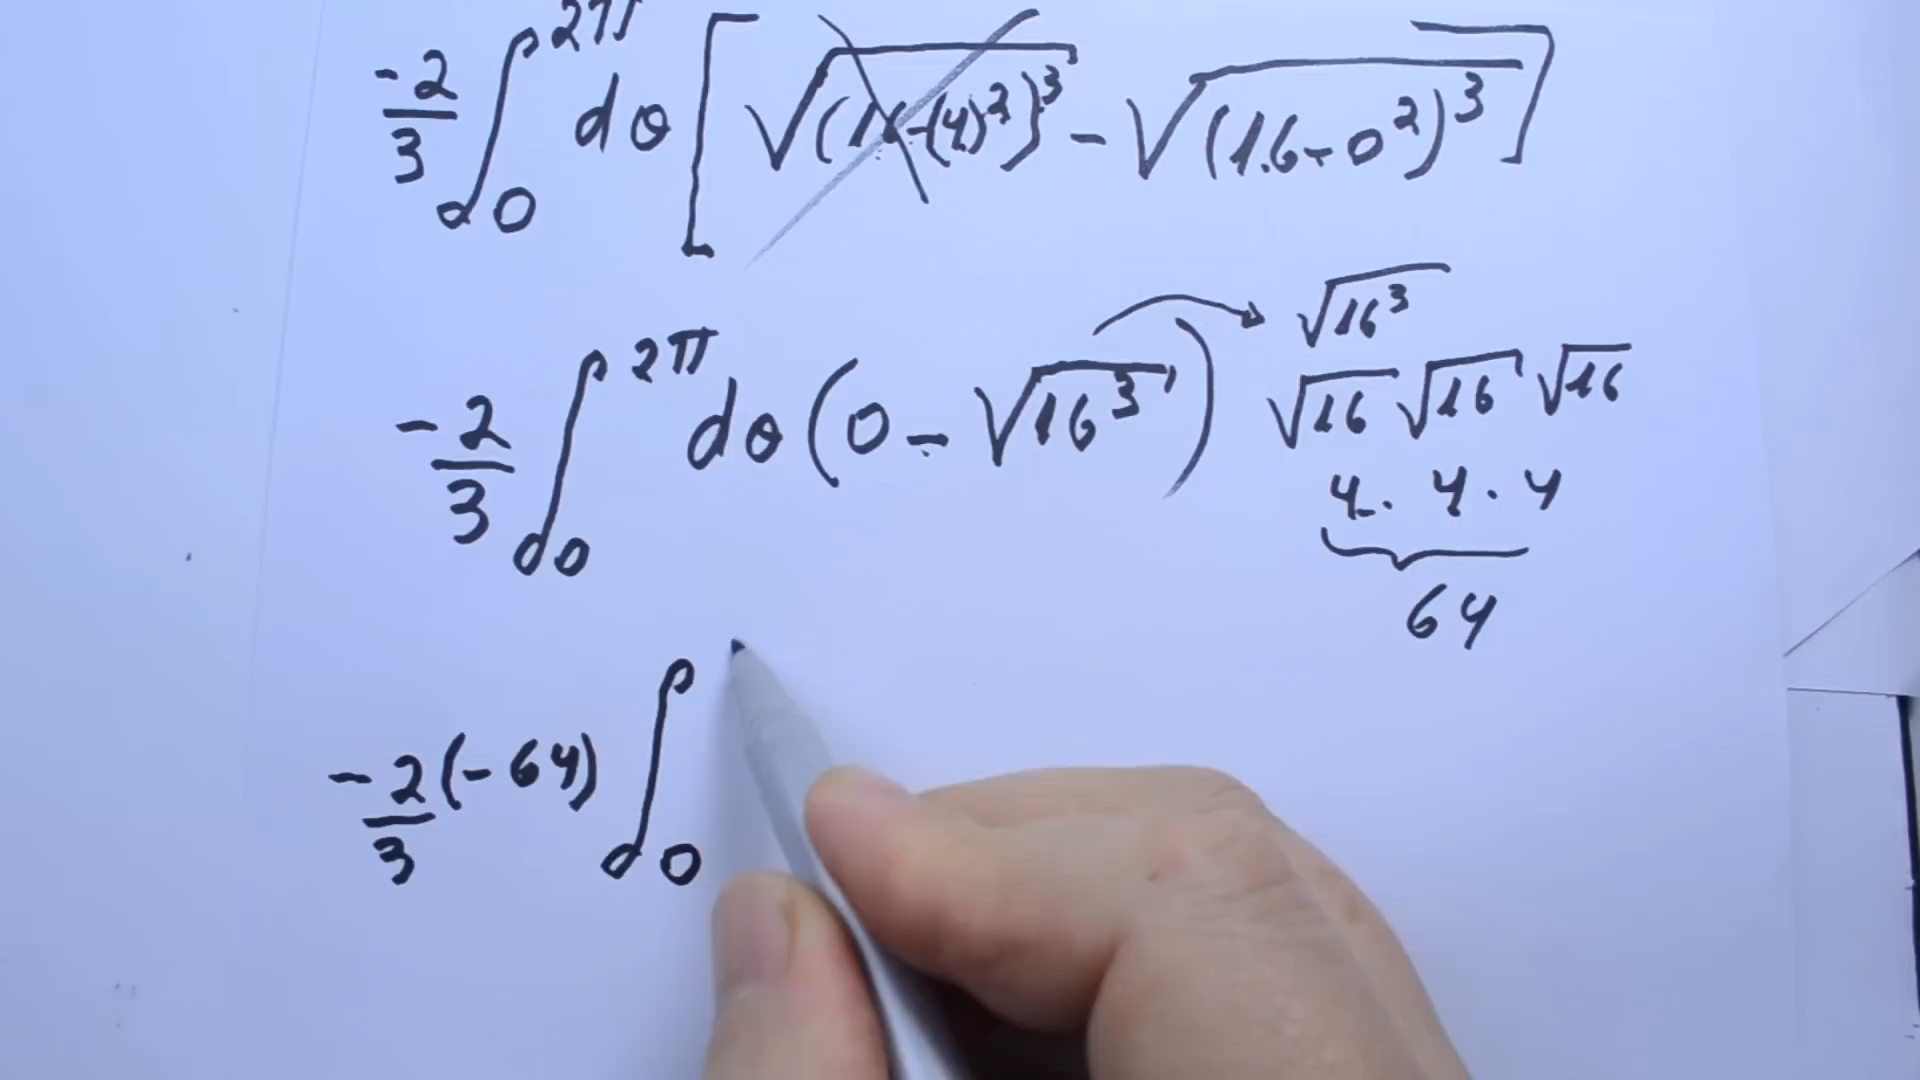 -2/3 ∫₀^2π dθ [√(16-(4)²)³ - √(16-0²)³]
-2/3 ∫₀^2π dθ (0 - √16³) → √16³
√16 √16 √16
4 · 4 · 4
64
-2/3 (-64) ∫₀